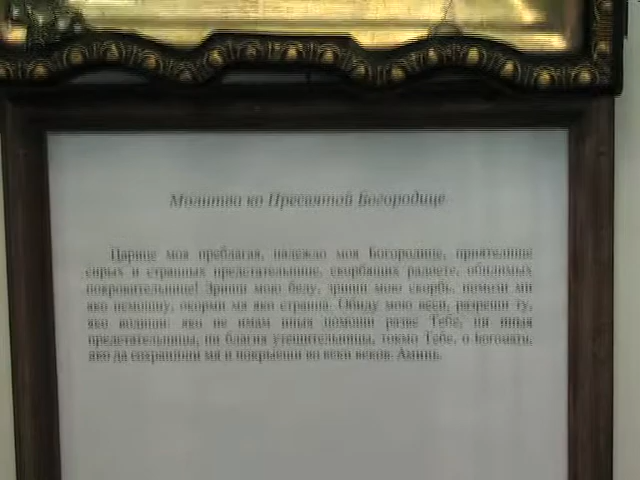 Молитва ко Пресвятой Богородице
Царице моя преблагая, надеждо моя Богородице, приятелище
сирых и странных предстательнице, скорбящих радосте, обидимых
покровительнице! Зриши мою беду, зриши мою скорбь, помози ми
яко немощну, окорми мя яко странна. Обиду мою веси, разреши ту,
яко волиши: яко не имам иныя помощи разве Тебе, ни иныя
предстательницы, ни благия утешительницы, токмо Тебе, о Богомати,
яко да сохраниши мя и покрыеши во веки веков. Аминь.